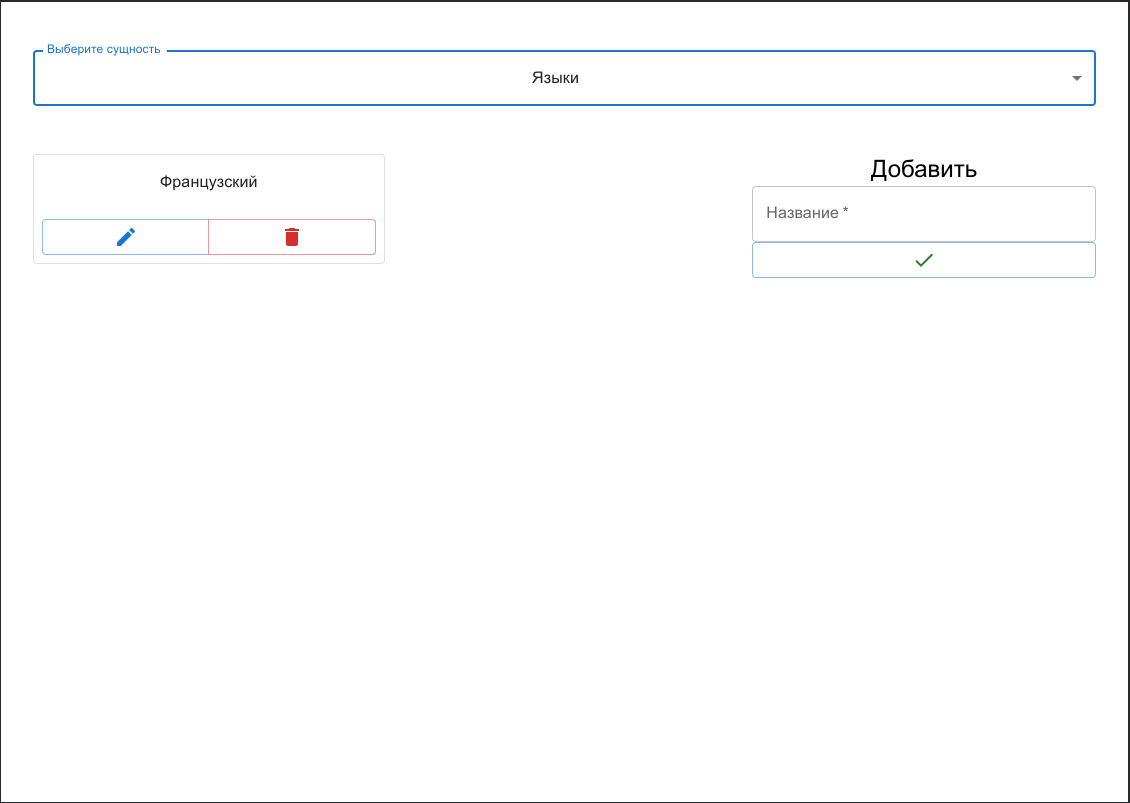 Выберите сущность
Языки
Французский
Добавить
Название *